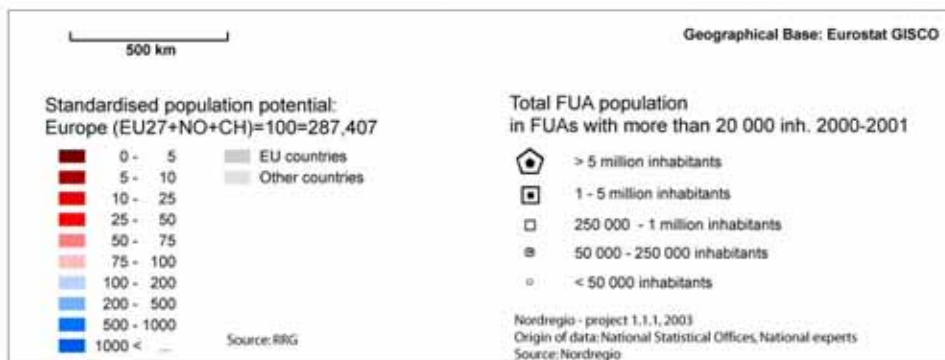 500 km
Geographical Base: Eurostat GISCO
Standardised population potential:
Europe (EU27+NO+CH)=100=287,407
0 - 5
5 - 10
10 - 25
25 - 50
50 - 75
75 - 100
100 - 200
200 - 500
500 - 1000
1000 < ...
EU countries
Other countries
Source: RRG
Total FUA population
in FUAs with more than 20 000 inh. 2000-2001
> 5 million inhabitants
1 - 5 million inhabitants
250 000 - 1 million inhabitants
50 000 - 250 000 inhabitants
< 50 000 inhabitants
Nordregio - project 1.1.1, 2003
Origin of data: National Statistical Offices, National experts
Source: Nordregio